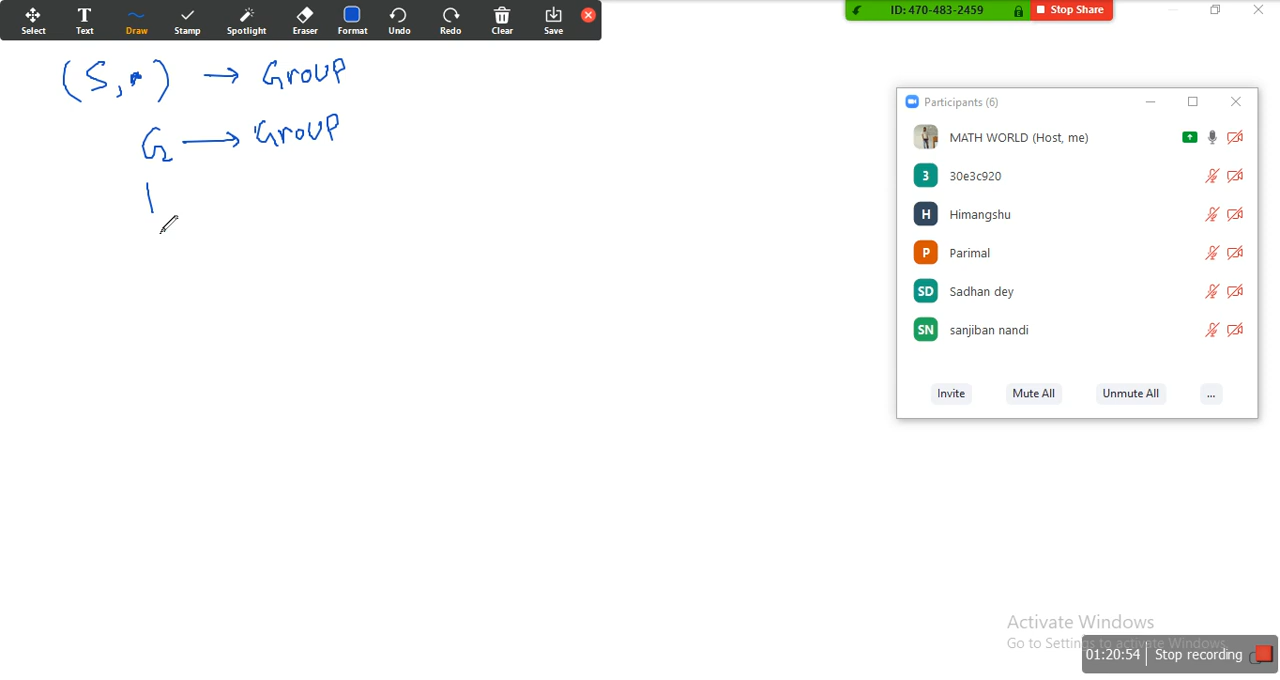 Select Text Draw Stamp Spotlight Eraser Format Undo Redo Clear Save
ID: 470-483-2459 Stop Share
(S, *) → Group
G → Group
Participants (6)
MATH WORLD (Host, me)
3 30e3c920
H Himangshu
P Parimal
SD Sadhan dey
SN sanjiban nandi
Invite Mute All Unmute All ...
Activate Windows
Go to Settings to activate Windows.
01:20:54 Stop recording